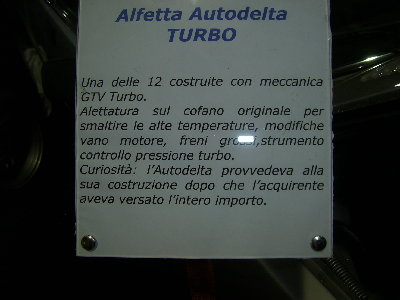 Alfetta Autodelta
TURBO
Una delle 12 costruite con meccanica
GTV Turbo.
Alettatura sul cofano originale per
smaltire le alte temperature, modifiche
vano motore, freni grossi,strumento
controllo pressione turbo.
Curiosità: l'Autodelta provvedeva alla
sua costruzione dopo che l'acquirente
aveva versato l'intero importo.